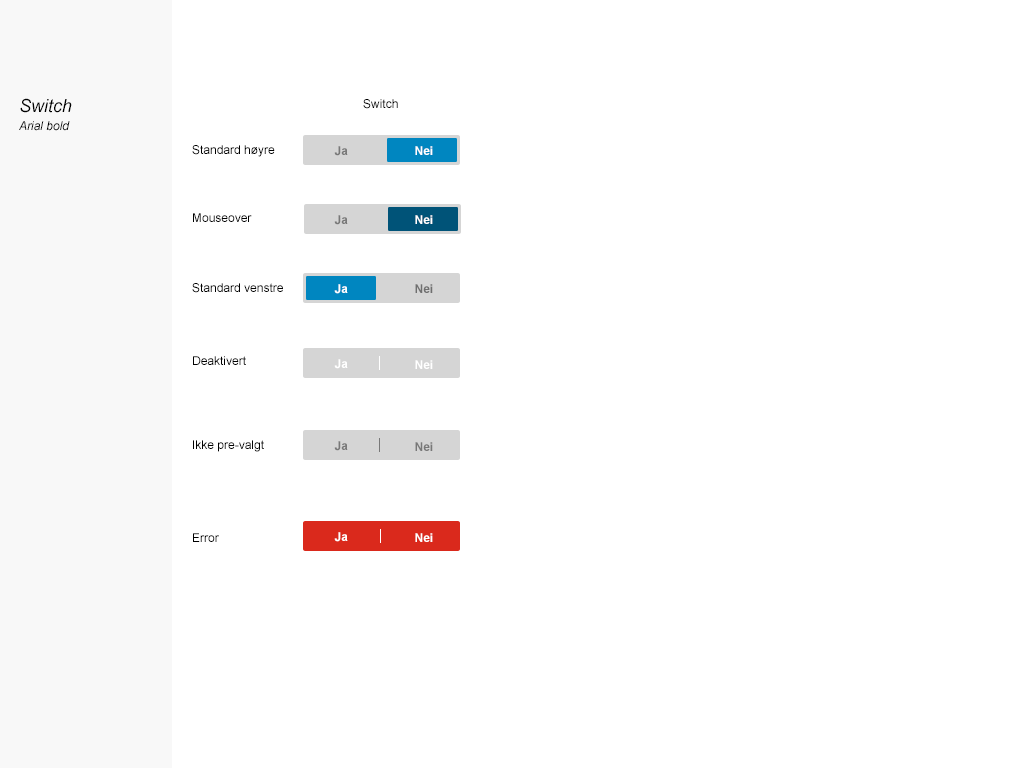 Switch
Arial bold
Switch
Standard høyre Ja Nei
Mouseover Ja Nei
Standard venstre Ja Nei
Deaktivert Ja Nei
Ikke pre-valgt Ja Nei
Error Ja Nei